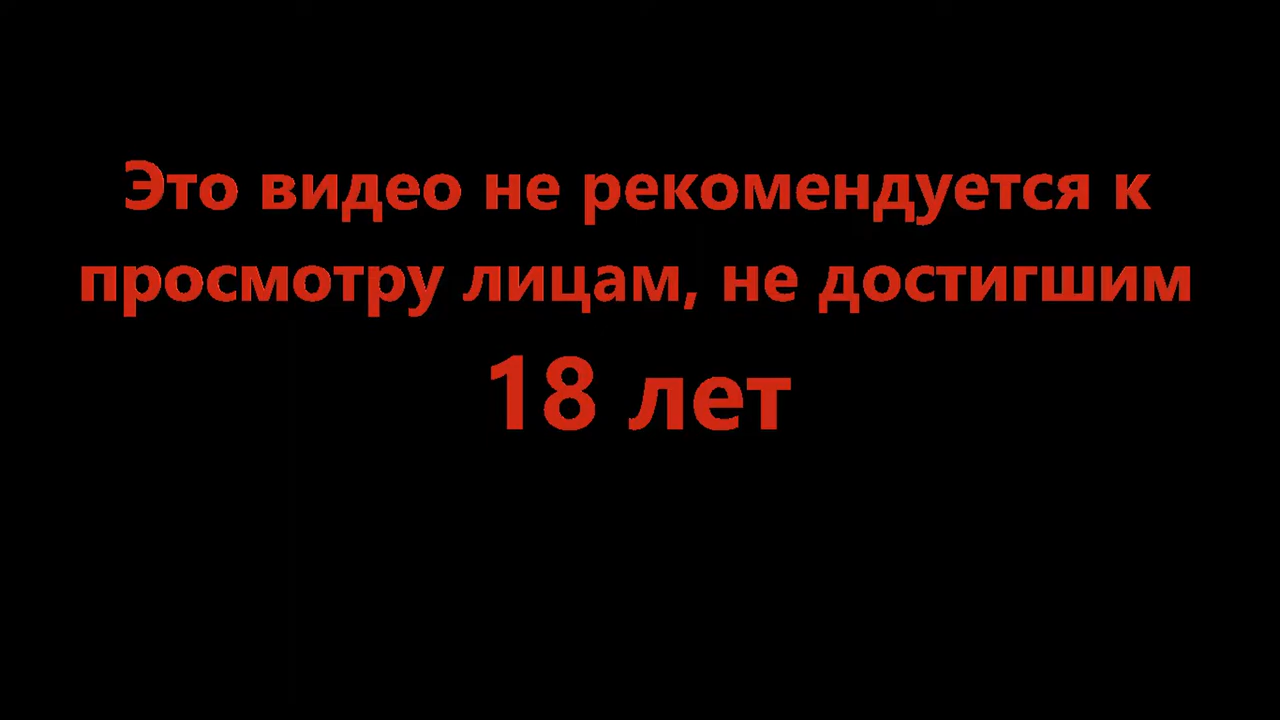 Это видео не рекомендуется к
просмотру лицам, не достигшим
18 лет